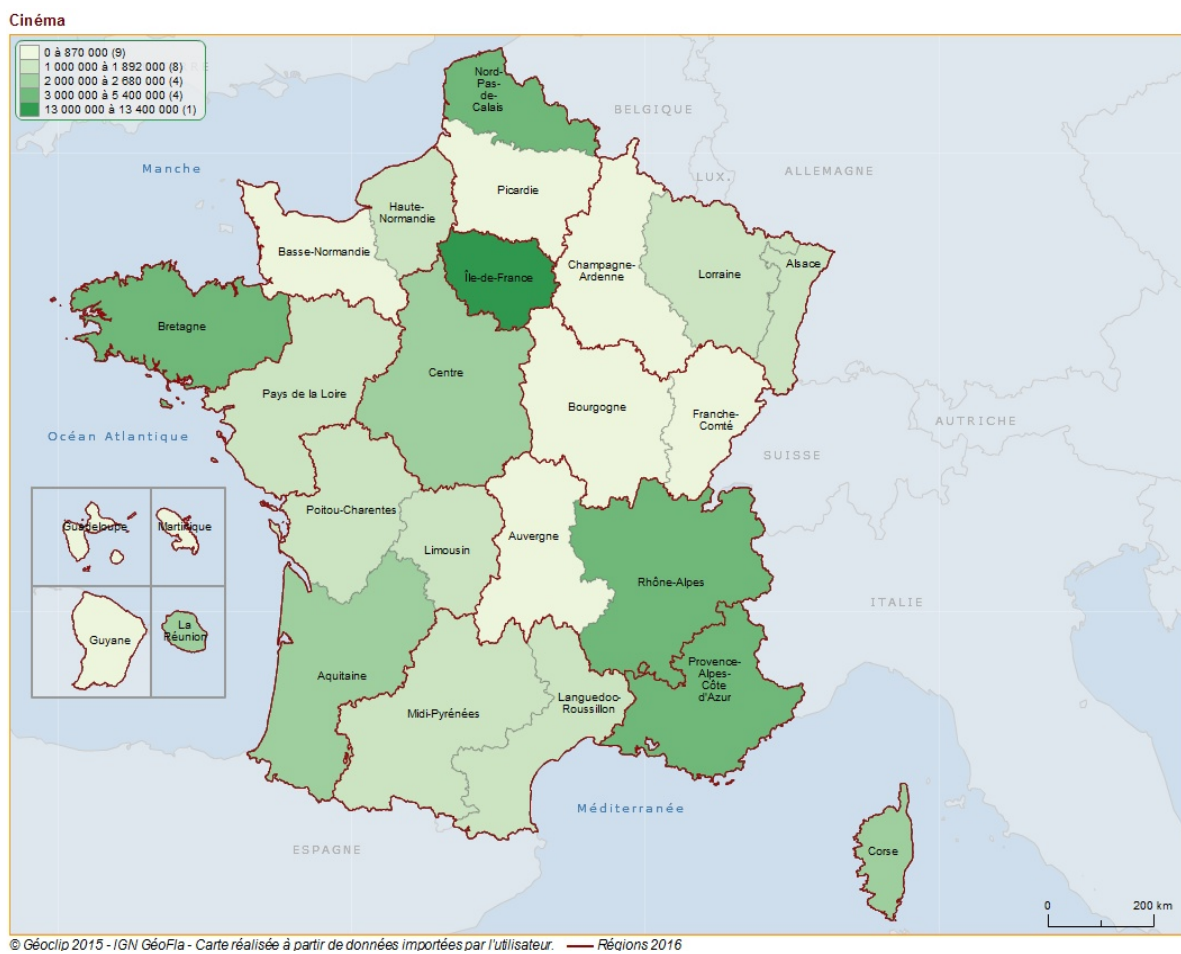 Cinéma
0 à 870 000 (9)
1 000 000 à 1 892 000 (8)
2 000 000 à 2 680 000 (4)
3 000 000 à 5 400 000 (4)
13 000 000 à 13 400 000 (1)
Nord-
Pas-
de-
Calais
BELGIQUE
Manche
LUX.
ALLEMAGNE
Picardie
Haute-
Normandie
Basse-Normandie
Île-de-France
Champagne-
Ardenne
Lorraine
Alsace
Bretagne
Centre
Pays de la Loire
Bourgogne
Franche-
Comté
AUTRICHE
Océan Atlantique
SUISSE
Poitou-Charentes
Limousin
Auvergne
Guadeloupe
Martinique
Rhône-Alpes
ITALIE
Guyane
La
Réunion
Aquitaine
Provence-
Alpes-
Côte
d'Azur
Midi-Pyrénées
Languedoc-
Roussillon
Méditerranée
ESPAGNE
Corse
0 200 km
© Géoclip 2015 - IGN GéoFla - Carte réalisée à partir de données importées par l'utilisateur. Régions 2016